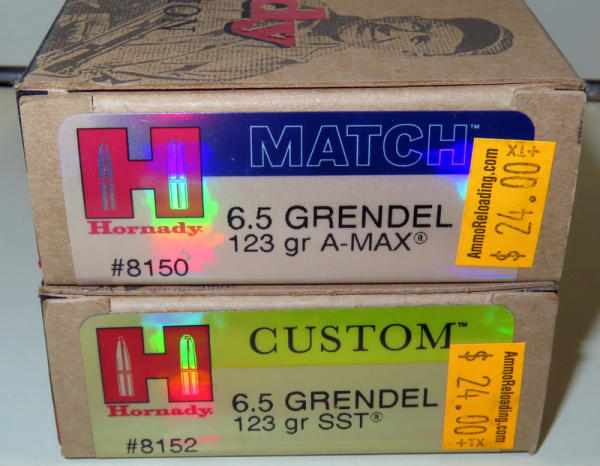 MATCH™
Hornady
6.5 GRENDEL
123 gr A-MAX®
#8150
AmmoReloading.com
$ 24.00
+TX
CUSTOM™
Hornady
6.5 GRENDEL
123 gr SST®
#8152
AmmoReloading.com
$ 24.00
+TX